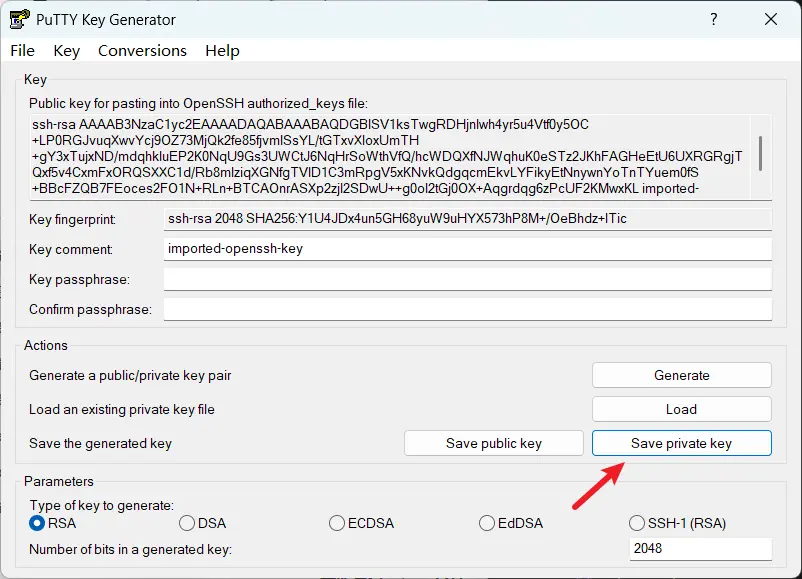 PuTTY Key Generator
?
File Key Conversions Help
Key
Public key for pasting into OpenSSH authorized_keys file:
ssh-rsa AAAAB3NzaC1yc2EAAAADAQABAAABAQDGBlSV1ksTwgRDHjnlwh4yr5u4Vtf0y5OC
+LP0RGJvuqXwvYcj9OZ73MjQk2fe85fjvmISsYL/tGTxvXloxUmTH
+gY3xTujxND/mdqhkluEP2K0NqU9Gs3UWCtJ6NqHrSoWthVfQ/hcWDQXfNJWqhuK0eSTz2JKhFAGHeEtU6UXRGRgjT
Qxf5v4CxmFxORQSXXC1d/Rb8mlziqXGNfgTVlD1C3mRpgV5xKNvkQdgqcmEkvLYFikyEtNnywnYoTnTYuem0fS
+BBcFZQB7FEoces2FO1N+RLn+BTCAOnrASXp2zjl2SDwU++g0ol2tGj0OX+Aqgrdqg6zPcUF2KMwxKL imported-
Key fingerprint: ssh-rsa 2048 SHA256:Y1U4JDx4un5GH68yuW9uHYX573hP8M+/OeBhdz+ITic
Key comment: imported-openssh-key
Key passphrase:
Confirm passphrase:
Actions
Generate a public/private key pair Generate
Load an existing private key file Load
Save the generated key Save public key Save private key
Parameters
Type of key to generate:
RSA DSA ECDSA EdDSA SSH-1 (RSA)
Number of bits in a generated key: 2048